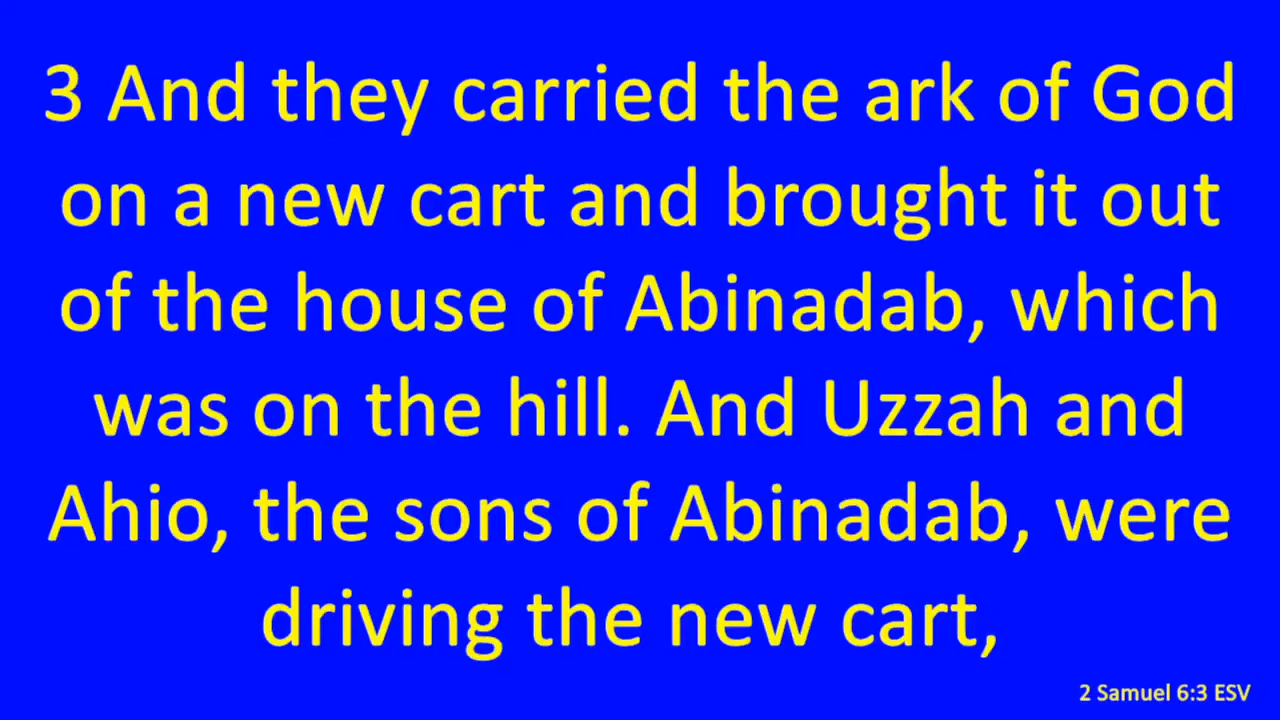 3 And they carried the ark of God
on a new cart and brought it out
of the house of Abinadab, which
was on the hill. And Uzzah and
Ahio, the sons of Abinadab, were
driving the new cart,
2 Samuel 6:3 ESV